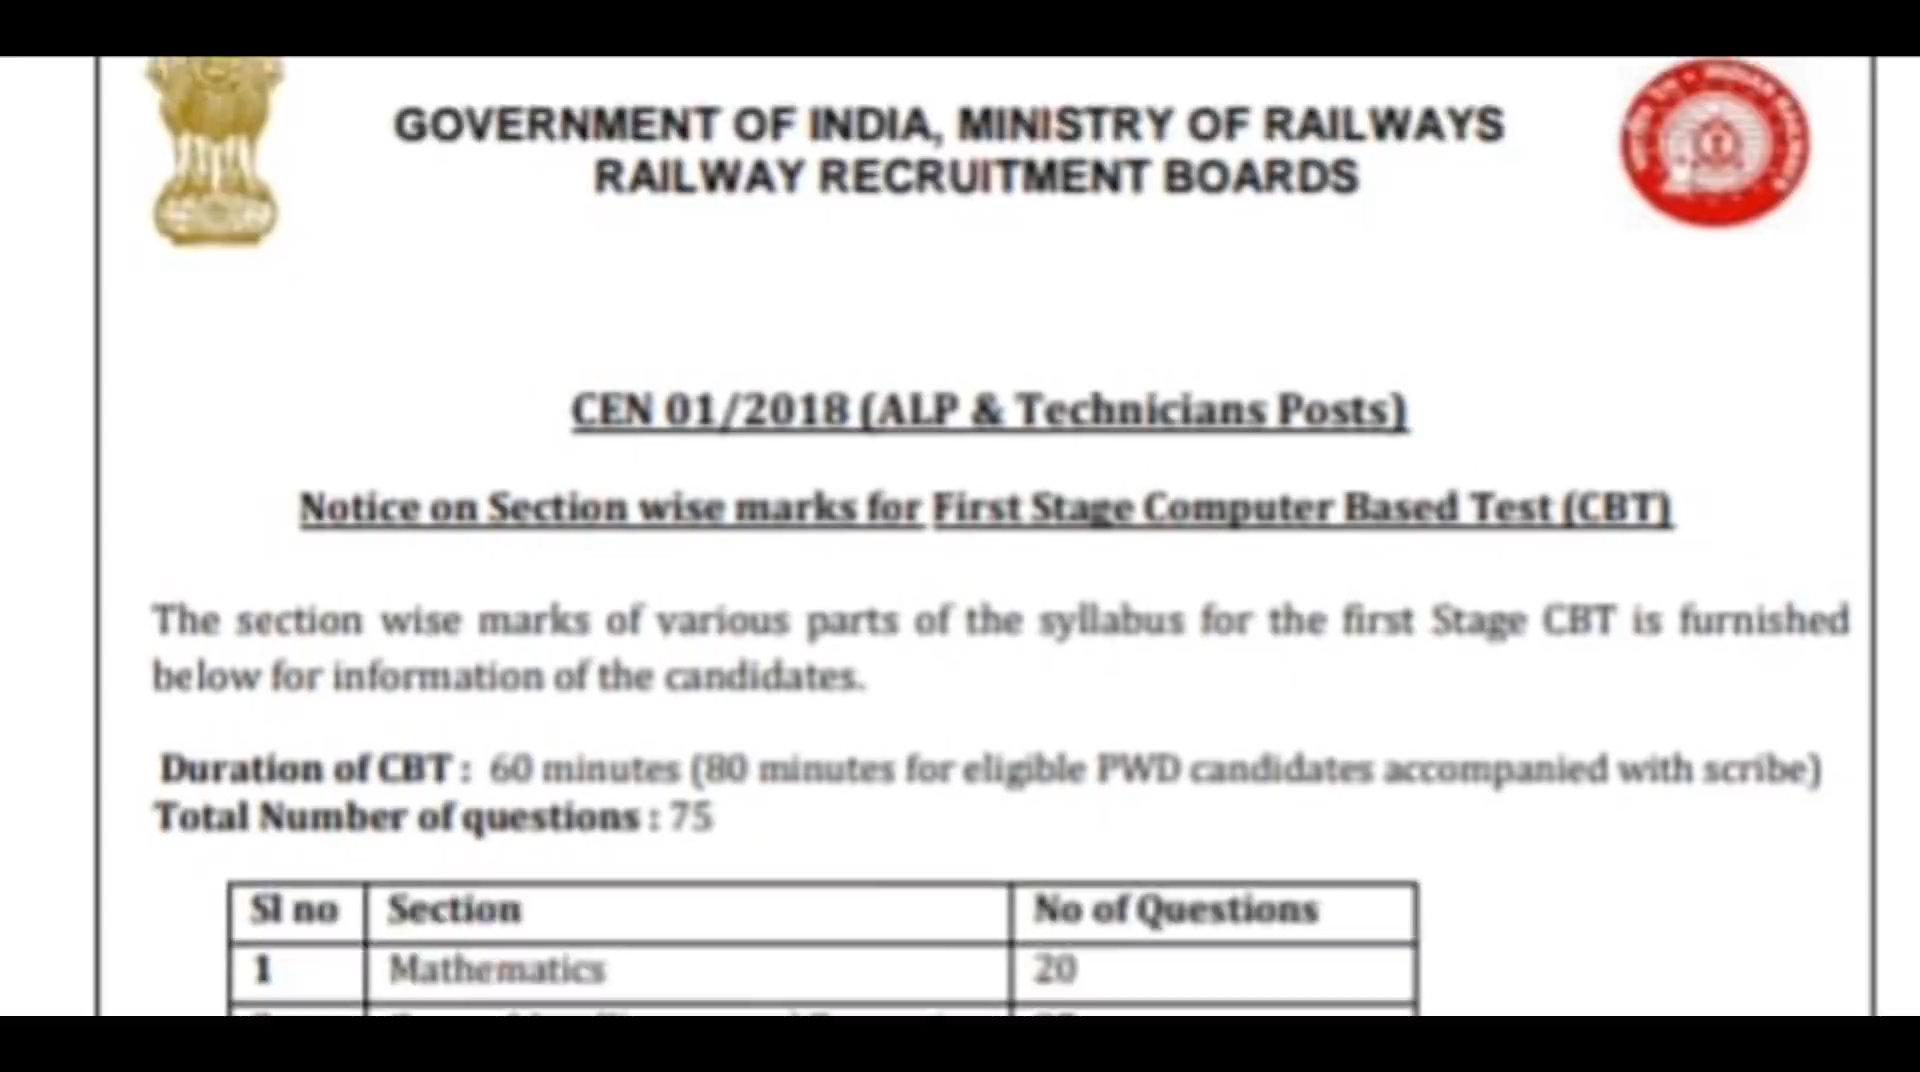 GOVERNMENT OF INDIA, MINISTRY OF RAILWAYS
RAILWAY RECRUITMENT BOARDS
CEN 01/2018 (ALP & Technicians Posts)
Notice on Section wise marks for First Stage Computer Based Test (CBT)
The section wise marks of various parts of the syllabus for the first Stage CBT is furnished
below for information of the candidates.
Duration of CBT : 60 minutes (80 minutes for eligible PWD candidates accompanied with scribe)
Total Number of questions : 75
Sl no Section No of Questions
1 Mathematics 20